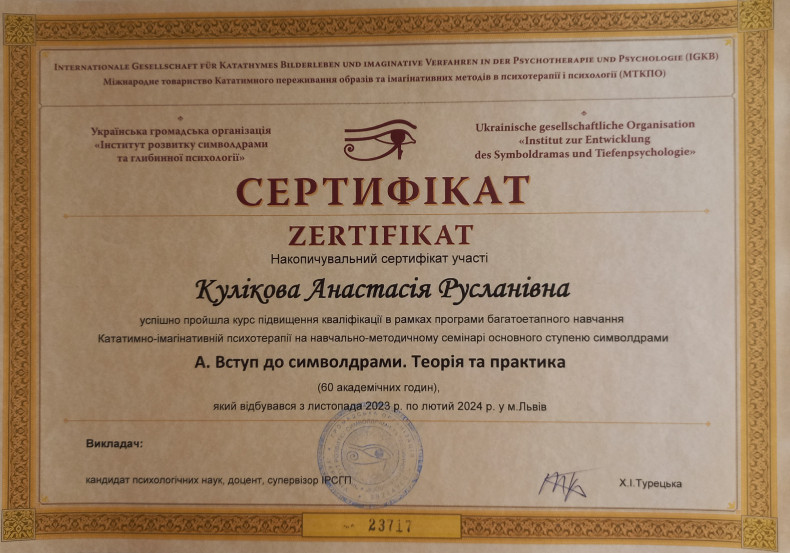 Internationale Gesellschaft für Katathymes Bilderleben und imaginative Verfahren in der Psychotherapie und Psychologie (IGKB)
Міжнародне товариство Кататимного переживання образів та імагінативних методів в психотерапії і психології (МТКПО)
Українська громадська організація
«Інститут розвитку символдрами
та глибинної психології»
Ukrainische gesellschaftliche Organisation
«Institut zur Entwicklung
des Symboldramas und Tiefenpsychologie»
СЕРТИФІКАТ
ZERTIFIKAT
Накопичувальний сертифікат участі
Кулікова Анастасія Русланівна
успішно пройшла курс підвищення кваліфікації в рамках програми багатоетапного навчання
Кататимно-імагінативній психотерапії на навчально-методичному семінарі основного ступеню символдрами
А. Вступ до символдрами. Теорія та практика
(60 академічних годин),
який відбувався з листопада 2023 р. по лютий 2024 р. у м.Львів
Викладач:
кандидат психологічних наук, доцент, супервізор ІРСГП
Х.І.Турецька
23717